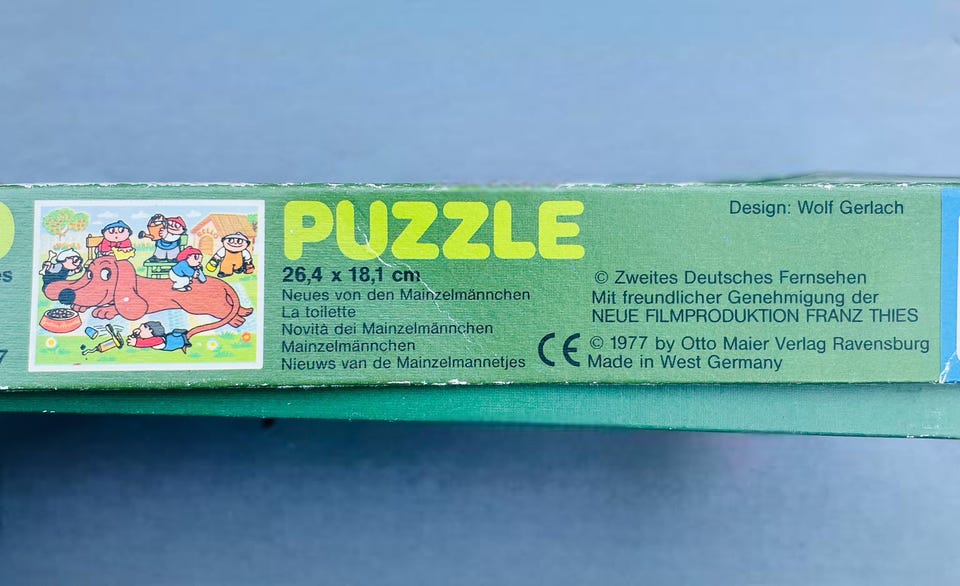 PUZZLE
26,4 x 18,1 cm
Neues von den Mainzelmännchen
La toilette
Novità dei Mainzelmännchen
Mainzelmännchen
Nieuws van de Mainzelmannetjes
Design: Wolf Gerlach
© Zweites Deutsches Fernsehen
Mit freundlicher Genehmigung der
NEUE FILMPRODUKTION FRANZ THIES
CE © 1977 by Otto Maier Verlag Ravensburg
Made in West Germany